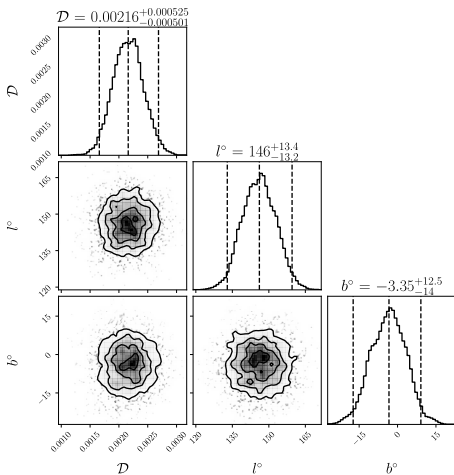 𝒟 = 0.00216 +0.000525 −0.000501
0.0030
0.0025
0.0020
0.0015
0.0010
𝒟
l° = 146 +13.4 −13.2
165
150
135
120
l°
b° = −3.35 +12.5 −14
15
0
−15
b°
0.0010 0.0015 0.0020 0.0025 0.0030 120 135 150 165 −15 0 15
𝒟 l° b°